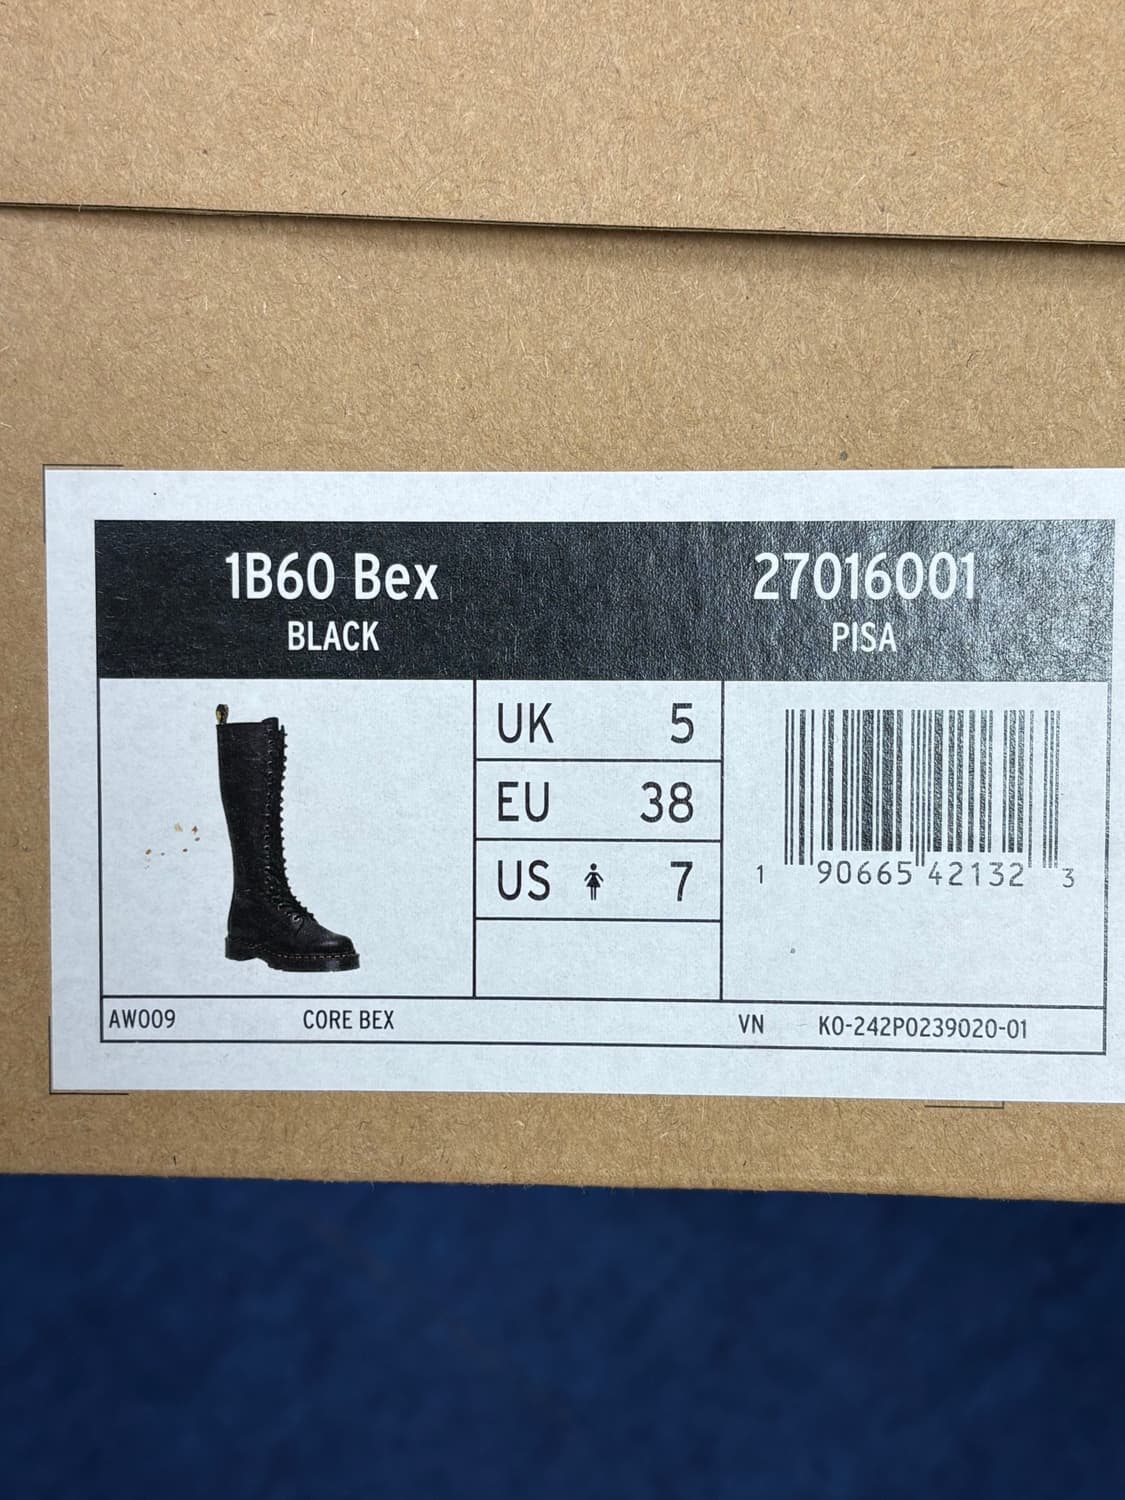 1B60 Bex
BLACK
27016001
PISA
UK 5
EU 38
US 7
1 90665 42132 3
AW009 CORE BEX VN KO-242P0239020-01